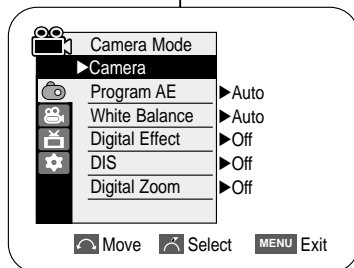 Camera Mode
▶Camera
Program AE ▶Auto
White Balance ▶Auto
Digital Effect ▶Off
DIS ▶Off
Digital Zoom ▶Off
Move Select MENU Exit